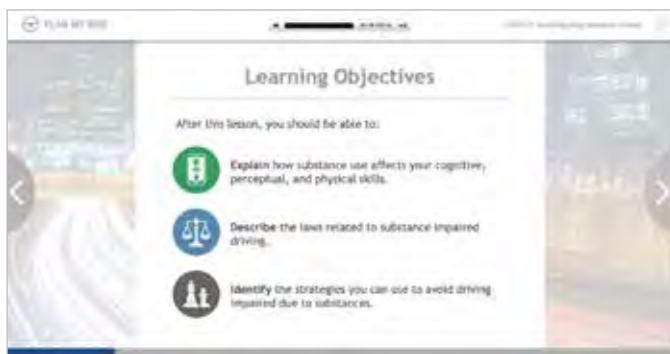 PLAN MY RIDE
Learning Objectives
After this lesson, you should be able to:
Explain how substance use affects your cognitive,
perceptual, and physical skills.
Describe the laws related to substance impaired
driving.
Identify the strategies you can use to avoid driving
impaired due to substances.